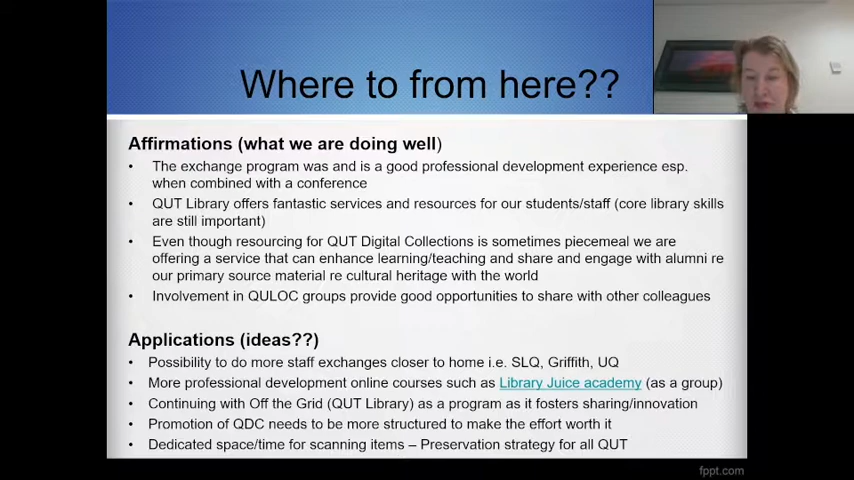 Where to from here??
Affirmations (what we are doing well)
• The exchange program was and is a good professional development experience esp.
when combined with a conference
• QUT Library offers fantastic services and resources for our students/staff (core library skills
are still important)
• Even though resourcing for QUT Digital Collections is sometimes piecemeal we are
offering a service that can enhance learning/teaching and share and engage with alumni re
our primary source material re cultural heritage with the world
• Involvement in QULOC groups provide good opportunities to share with other colleagues
Applications (ideas??)
• Possibility to do more staff exchanges closer to home i.e. SLQ, Griffith, UQ
• More professional development online courses such as Library Juice academy (as a group)
• Continuing with Off the Grid (QUT Library) as a program as it fosters sharing/innovation
• Promotion of QDC needs to be more structured to make the effort worth it
• Dedicated space/time for scanning items – Preservation strategy for all QUT
fppt.com